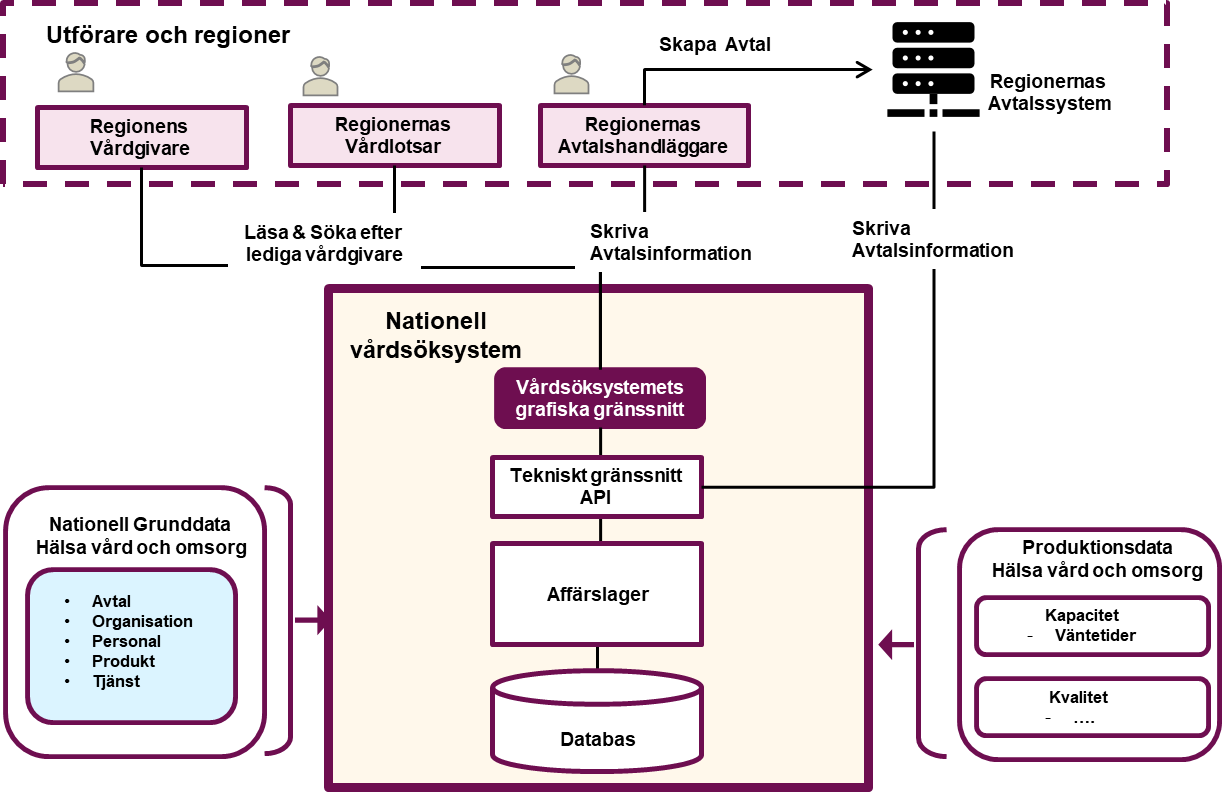 Utförare och regioner
Skapa Avtal
Regionernas
Avtalssystem
Regionens
Vårdgivare
Regionernas
Vårdlotsar
Regionernas
Avtalshandläggare
Läsa & Söka efter
lediga vårdgivare
Skriva
Avtalsinformation
Skriva
Avtalsinformation
Nationell
vårdsöksystem
Vårdsöksystemets
grafiska gränssnitt
Tekniskt gränssnitt
API
Affärslager
Databas
Nationell Grunddata
Hälsa vård och omsorg
• Avtal
• Organisation
• Personal
• Produkt
• Tjänst
Produktionsdata
Hälsa vård och omsorg
Kapacitet
- Väntetider
Kvalitet
- ....